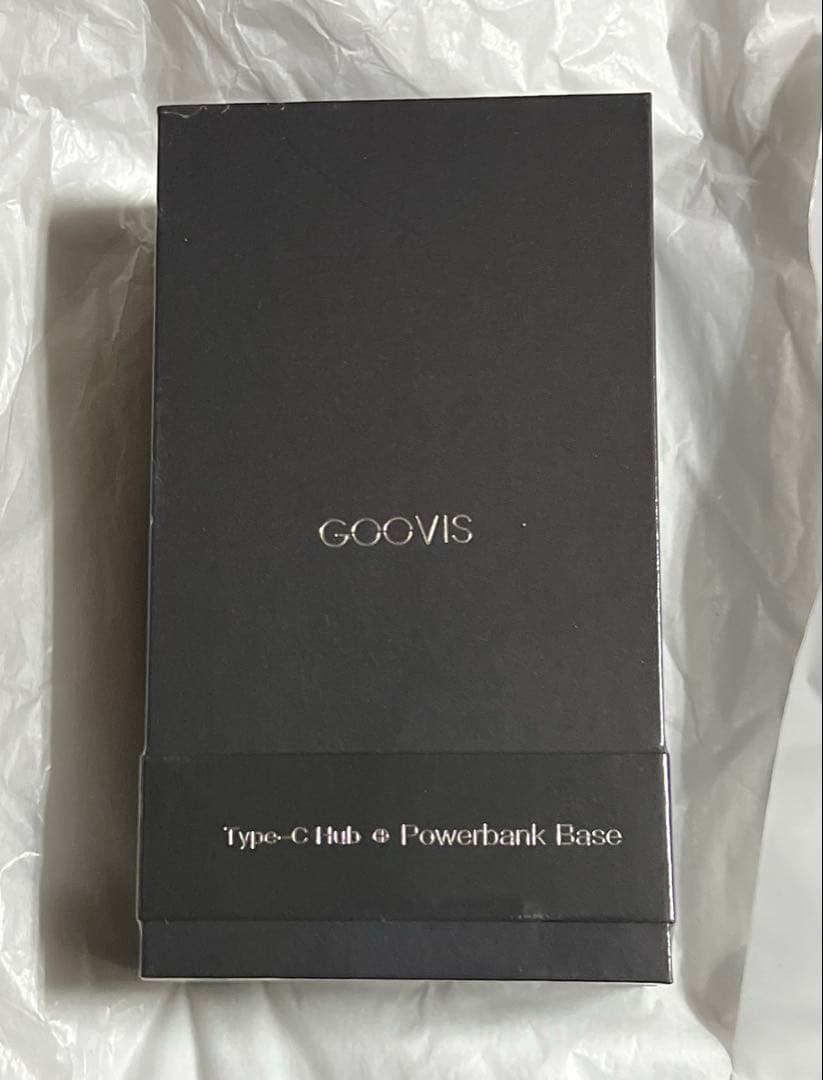 GOOVIS
Type-C Hub ⊕ Powerbank Base